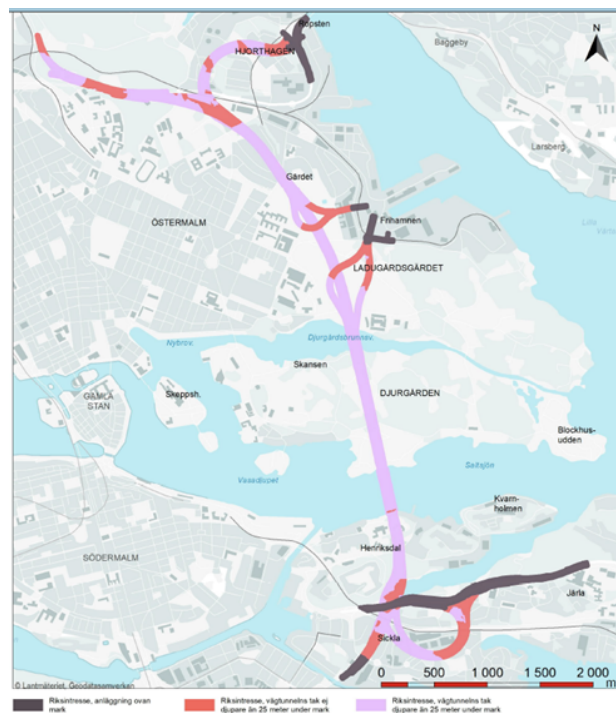 Ropsten
N
HJORTHAGEN
Baggeby
Larsberg
Gärdet
Lilla
Värtan
ÖSTERMALM
Frihamnen
LADUGÅRDSGÄRDET
Nybrov.
Djurgårdsbrunnsv.
Skansen
GAMLA
STAN
Skeppsh.
DJURGÅRDEN
Blockhus-
udden
Saltsjön
Kvarn-
holmen
Henriksdal
SÖDERMALM
Järla
Sickla
0 500 1 000 1 500 2 000
m
© Lantmäteriet, Geodatasamverkan
Riksintresse, anläggning ovan
mark
Riksintresse, vägtunnelns tak ej
djupare än 25 meter under mark
Riksintresse, vägtunnelns tak
djupare än 25 meter under mark